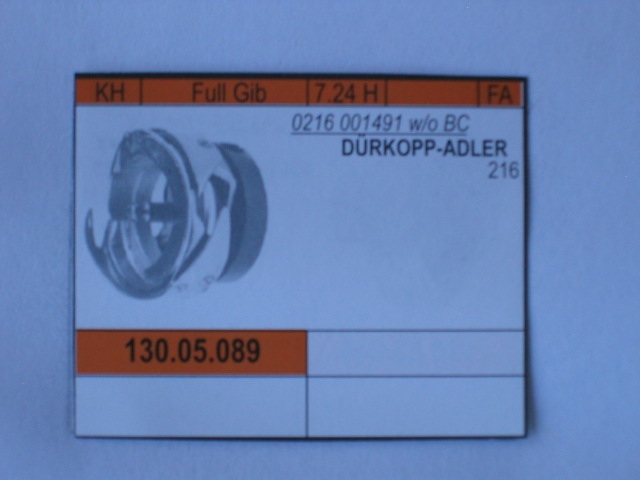 KH Full Gib 7.24 H FA
0216 001491 w/o BC
DÜRKOPP-ADLER
216
130.05.089